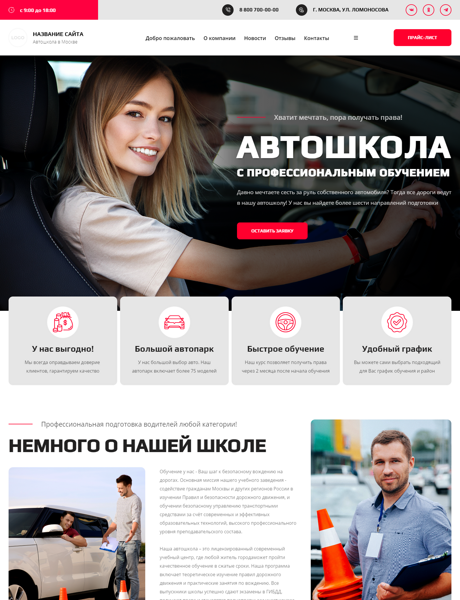 с 9:00 до 18:00
8 800 700-00-00
Г. МОСКВА, УЛ. ЛОМОНОСОВА
НАЗВАНИЕ САЙТА
Автошкола в Москве
Добро пожаловать
О компании
Новости
Отзывы
Контакты
ПРАЙС-ЛИСТ
Хватит мечтать, пора получать права!
АВТОШКОЛА
С ПРОФЕССИОНАЛЬНЫМ ОБУЧЕНИЕМ
Давно мечтаете сесть за руль собственного автомобиля? Тогда все дороги ведут
в нашу автошколу! У нас вы найдете более шести направлений подготовки
ОСТАВИТЬ ЗАЯВКУ
У нас выгодно!
Мы всегда оправдываем доверие
клиентов, гарантируем качество
Большой автопарк
У нас большой выбор авто. Наш
автопарк включает более 75 моделей
Быстрое обучение
Наш курс позволяет получить права
через 2 месяца после начала обучения
Удобный график
Вы можете сами выбрать подходящий
для Вас график обучения и район
Профессиональная подготовка водителей любой категории!
НЕМНОГО О НАШЕЙ ШКОЛЕ
Обучение у нас - Ваш шаг к безопасному вождению на
дорогах. Основная миссия нашего учебного заведения -
содействие гражданам Москвы и других регионов России в
изучении Правил и безопасности дорожного движения, и
обучении безопасному управлению транспортными
средствами за счёт современных и эффективных
образовательных технологий, высокого профессионального
уровня преподавательского состава.
Наша автошкола – это лицензированный современный
учебный центр, где любой житель города может пройти
качественное обучение в сжатые сроки. Наша программа
включает теоретическое изучение правил дорожного
движения и практические занятия по вождению. Все
выпускники школы успешно сдают экзамены в ГИБДД,